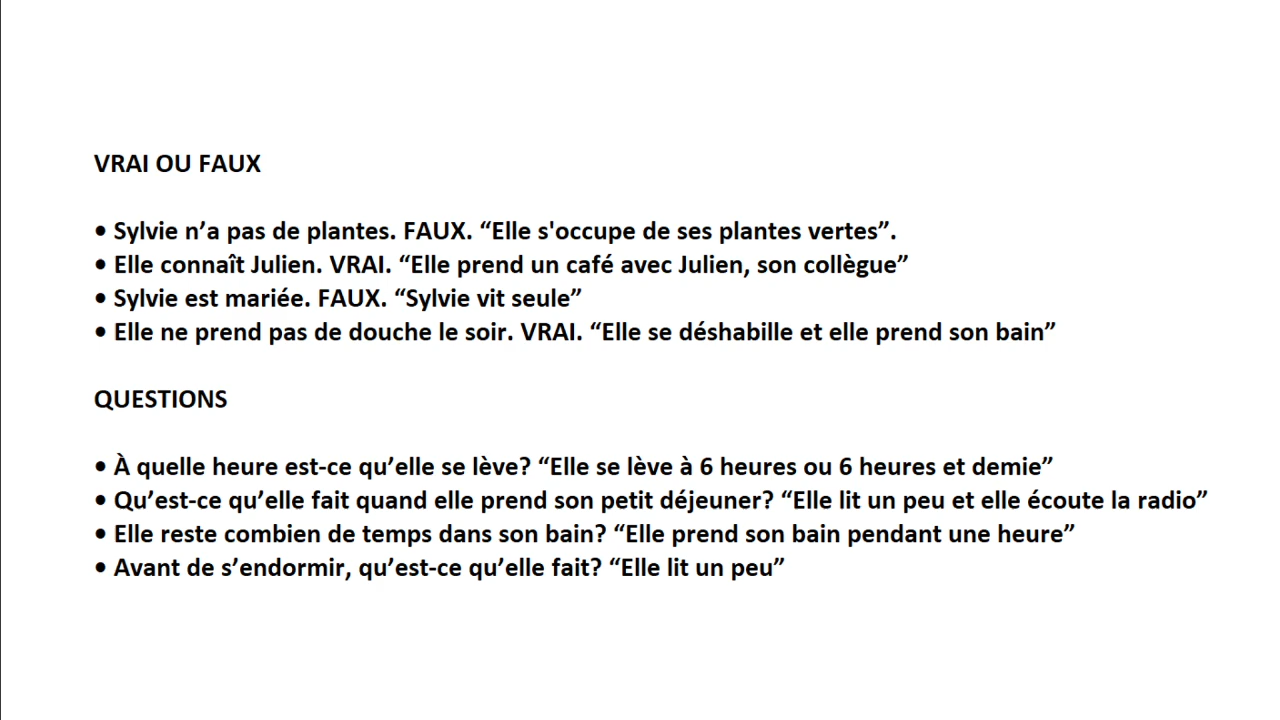 VRAI OU FAUX
• Sylvie n’a pas de plantes. FAUX. “Elle s'occupe de ses plantes vertes”.
• Elle connaît Julien. VRAI. “Elle prend un café avec Julien, son collègue”
• Sylvie est mariée. FAUX. “Sylvie vit seule”
• Elle ne prend pas de douche le soir. VRAI. “Elle se déshabille et elle prend son bain”
QUESTIONS
• À quelle heure est-ce qu’elle se lève? “Elle se lève à 6 heures ou 6 heures et demie”
• Qu’est-ce qu’elle fait quand elle prend son petit déjeuner? “Elle lit un peu et elle écoute la radio”
• Elle reste combien de temps dans son bain? “Elle prend son bain pendant une heure”
• Avant de s’endormir, qu’est-ce qu’elle fait? “Elle lit un peu”